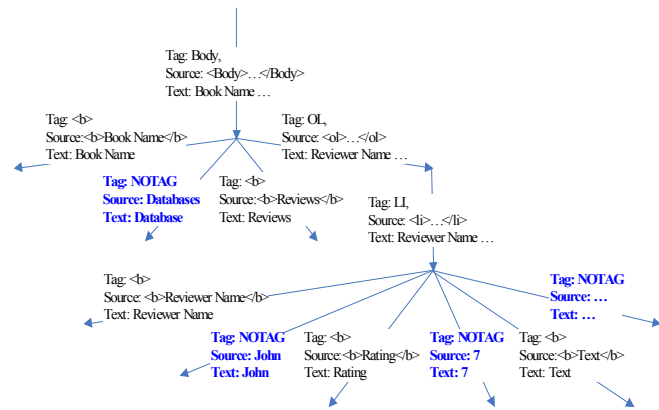 Tag: Body,
Source: <Body>…</Body>
Text: Book Name …
Tag: <b>
Source:<b>Book Name</b>
Text: Book Name
Tag: OL,
Source: <ol>…</ol>
Text: Reviewer Name …
Tag: NOTAG
Source: Databases
Text: Database
Tag: <b>
Source:<b>Reviews</b>
Text: Reviews
Tag: LI,
Source: <li>…</li>
Text: Reviewer Name …
Tag: <b>
Source: <b>Reviewer Name</b>
Text: Reviewer Name
Tag: NOTAG
Source: …
Text: …
Tag: NOTAG
Source: John
Text: John
Tag: <b>
Source:<b>Rating</b>
Text: Rating
Tag: NOTAG
Source: 7
Text: 7
Tag: <b>
Source:<b>Text</b>
Text: Text